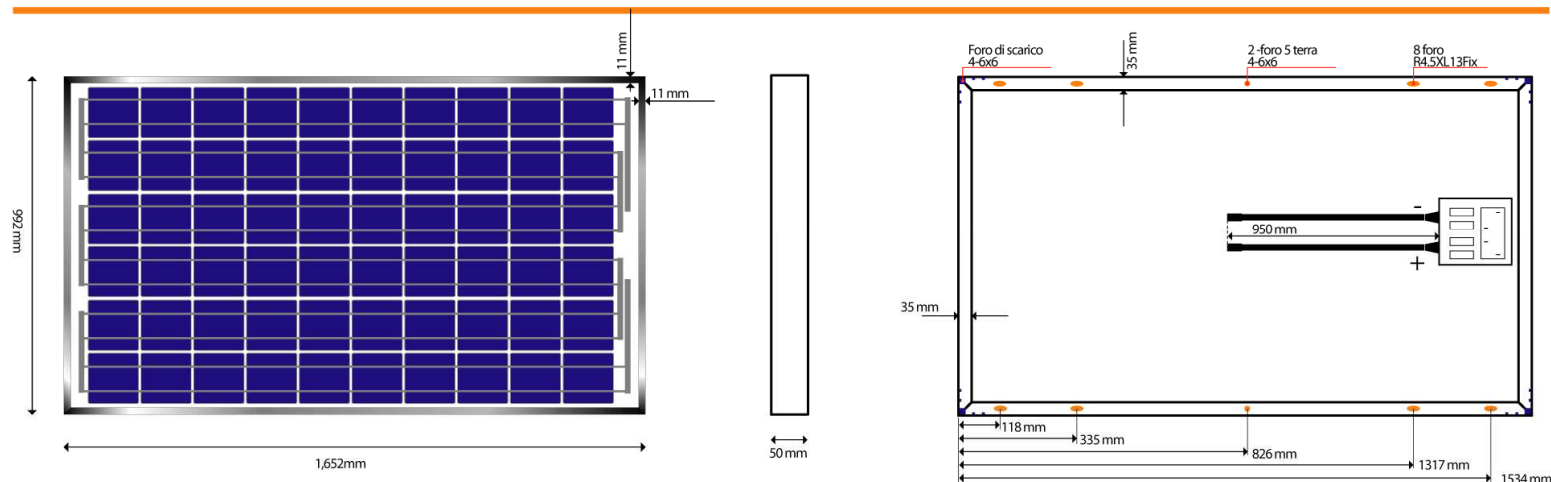 11 mm
11 mm
992 mm
1,652mm
50 mm
Foro di scarico
4-6x6
35 mm
2 -foro 5 terra
4-6x6
8 foro
R4.5XL13Fix
-
950 mm
+
35 mm
118 mm
335 mm
826 mm
1317 mm
1534 mm